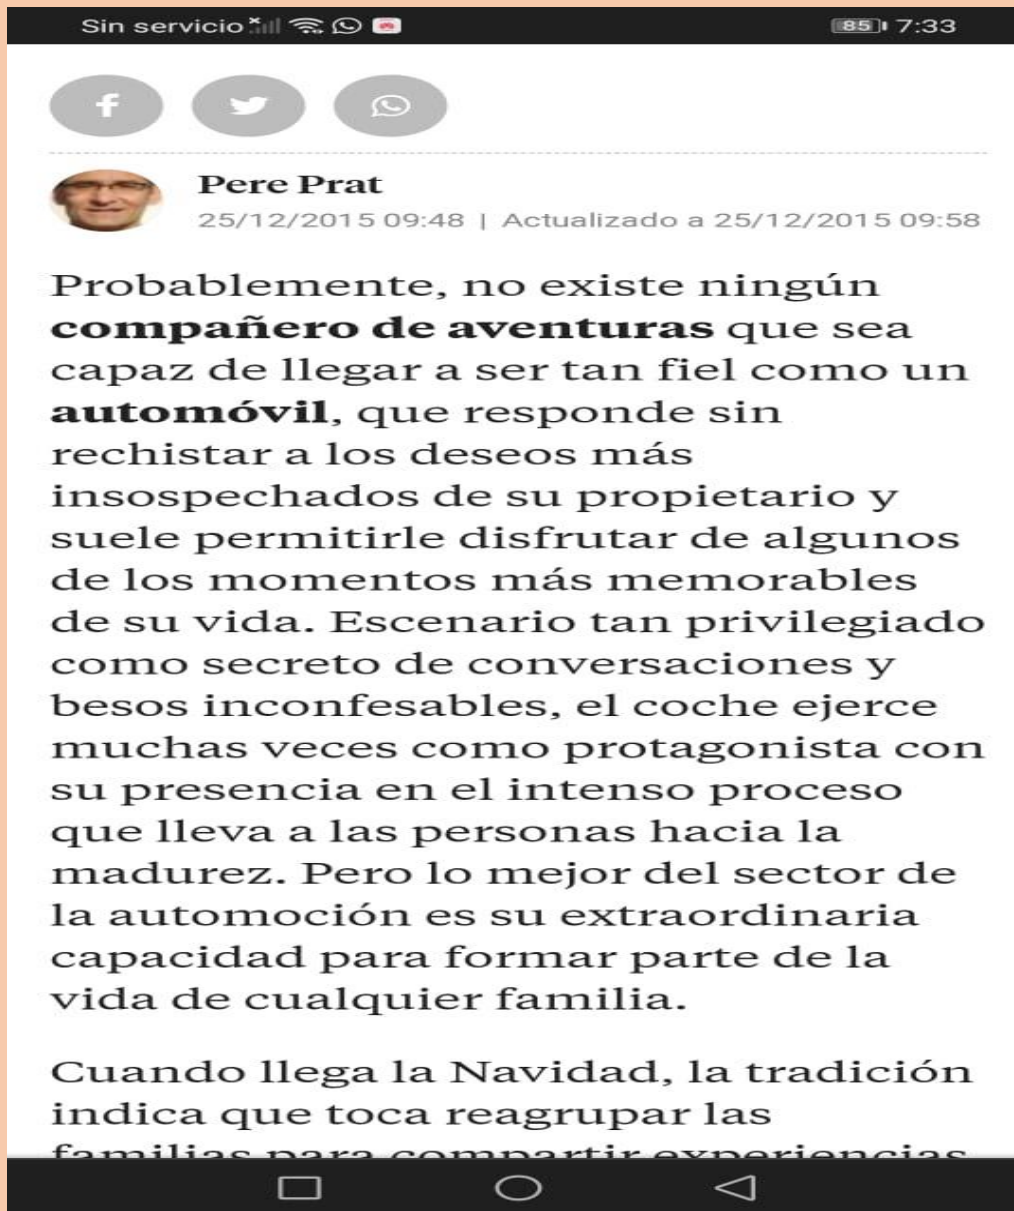 Sin servicio
85 7:33
Pere Prat
25/12/2015 09:48 | Actualizado a 25/12/2015 09:58
Probablemente, no existe ningún
compañero de aventuras que sea
capaz de llegar a ser tan fiel como un
automóvil, que responde sin
rechistar a los deseos más
insospechados de su propietario y
suele permitirle disfrutar de algunos
de los momentos más memorables
de su vida. Escenario tan privilegiado
como secreto de conversaciones y
besos inconfesables, el coche ejerce
muchas veces como protagonista con
su presencia en el intenso proceso
que lleva a las personas hacia la
madurez. Pero lo mejor del sector de
la automoción es su extraordinaria
capacidad para formar parte de la
vida de cualquier familia.
Cuando llega la Navidad, la tradición
indica que toca reagrupar las
familias para compartir experiencias